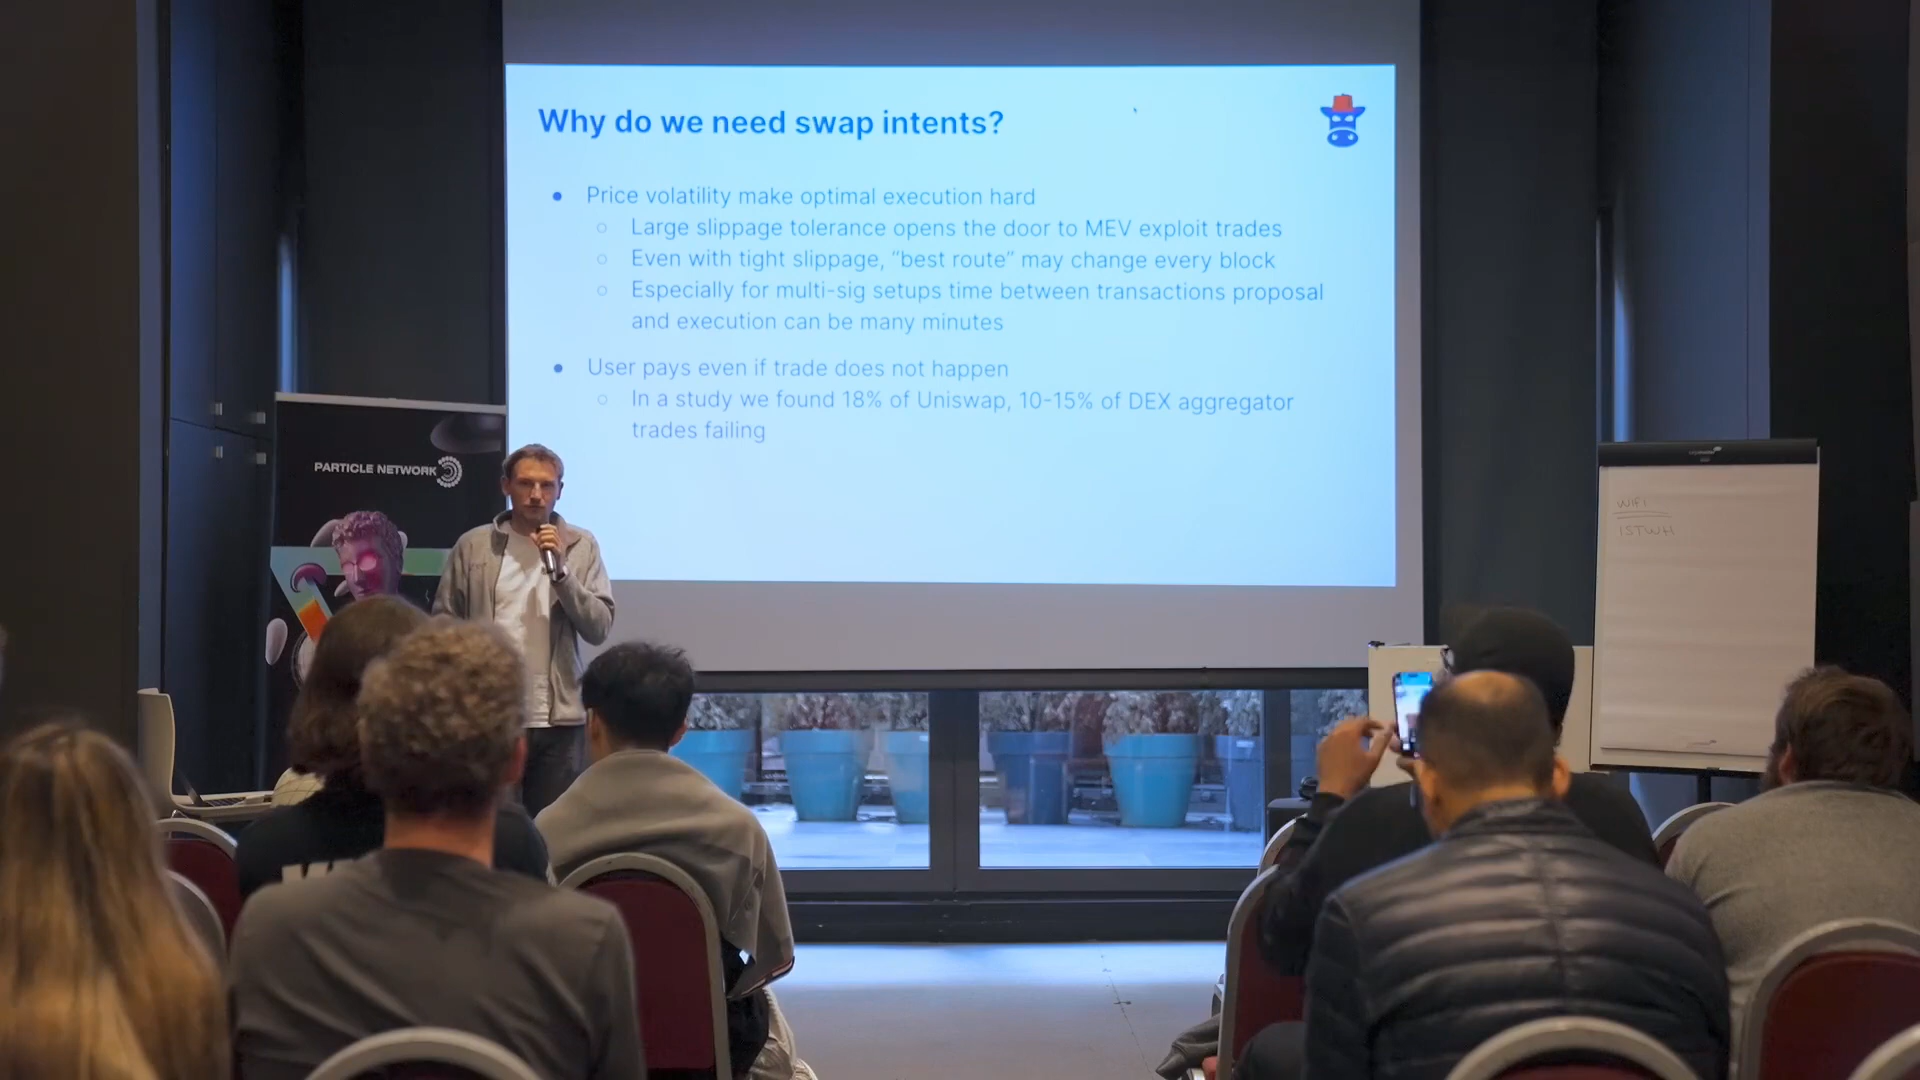 Why do we need swap intents?
Price volatility make optimal execution hard
Large slippage tolerance opens the door to MEV exploit trades
Even with tight slippage, “best route” may change every block
Especially for multi-sig setups time between transactions proposal
and execution can be many minutes
User pays even if trade does not happen
In a study we found 18% of Uniswap, 10-15% of DEX aggregator
trades failing
PARTICLE NETWORK
WIFI
1STWH